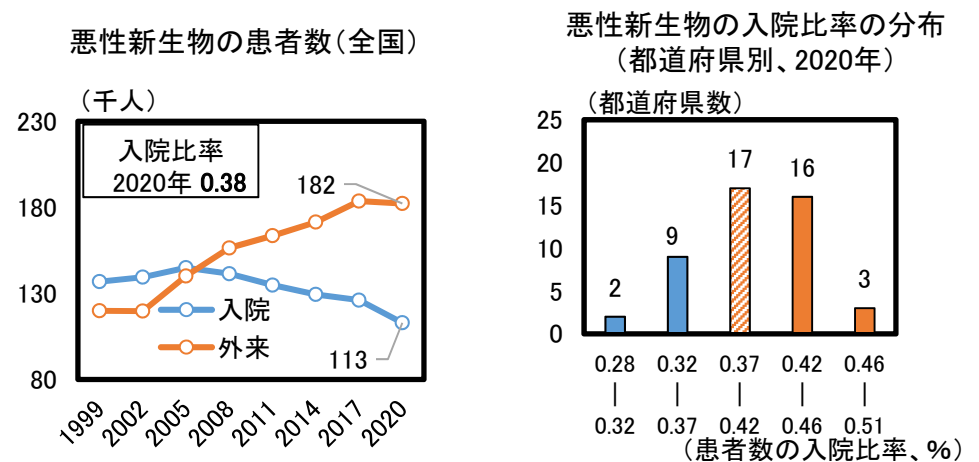 悪性新生物の患者数(全国)
(千人)
230
180
130
80
入院比率
2020年 0.38
182
113
入院
外来
1999
2002
2005
2008
2011
2014
2017
2020
悪性新生物の入院比率の分布
(都道府県別、2020年)
(都道府県数)
25
20
15
10
5
0
2
9
17
16
3
0.28 0.32 0.37 0.42 0.46
| | | | |
0.32 0.37 0.42 0.46 0.51
(患者数の入院比率、%)